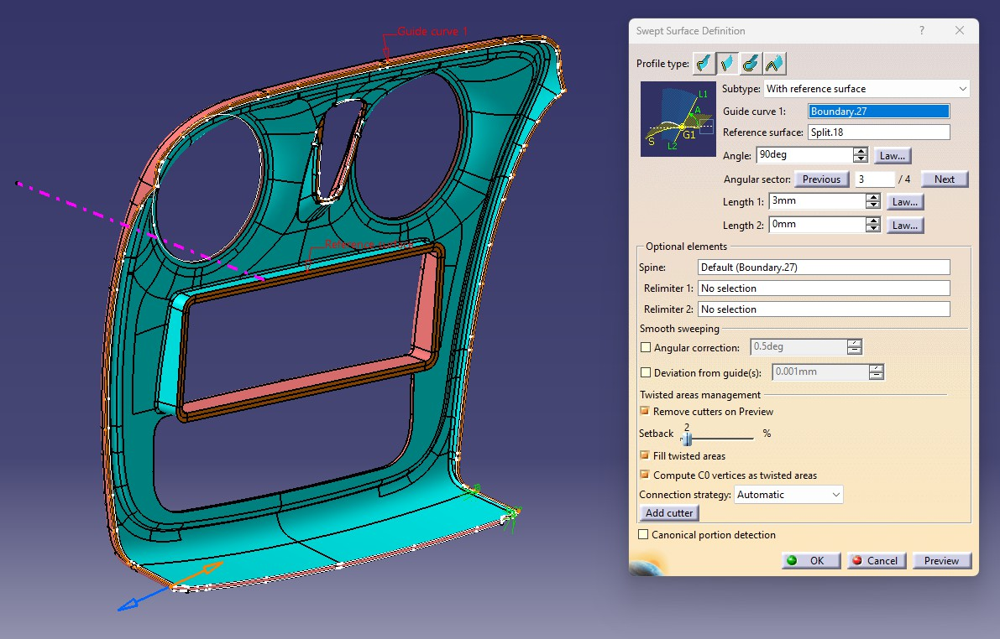 Guide curve 1
Reference surface
Swept Surface Definition
?
Profile type:
Subtype: With reference surface
L1
A
G1
S
L2
Guide curve 1: Boundary.27
Reference surface: Split.18
Angle: 90deg Law...
Angular sector: Previous 3 / 4 Next
Length 1: 3mm Law...
Length 2: 0mm Law...
Optional elements
Spine: Default (Boundary.27)
Relimiter 1: No selection
Relimiter 2: No selection
Smooth sweeping
Angular correction: 0.5deg
Deviation from guide(s): 0.001mm
Twisted areas management
Remove cutters on Preview
2
Setback %
Fill twisted areas
Compute C0 vertices as twisted areas
Connection strategy: Automatic
Add cutter
Canonical portion detection
OK Cancel Preview